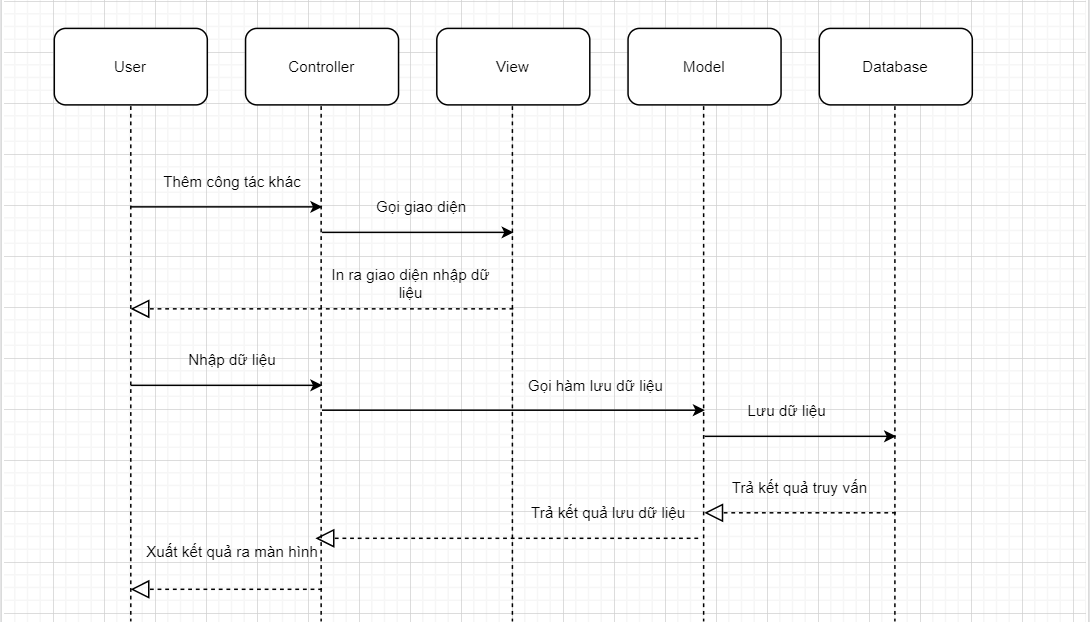 User
Controller
View
Model
Database
Thêm công tác khác
Gọi giao diện
In ra giao diện nhập dữ
liệu
Nhập dữ liệu
Gọi hàm lưu dữ liệu
Lưu dữ liệu
Trả kết quả truy vấn
Trả kết quả lưu dữ liệu
Xuất kết quả ra màn hình